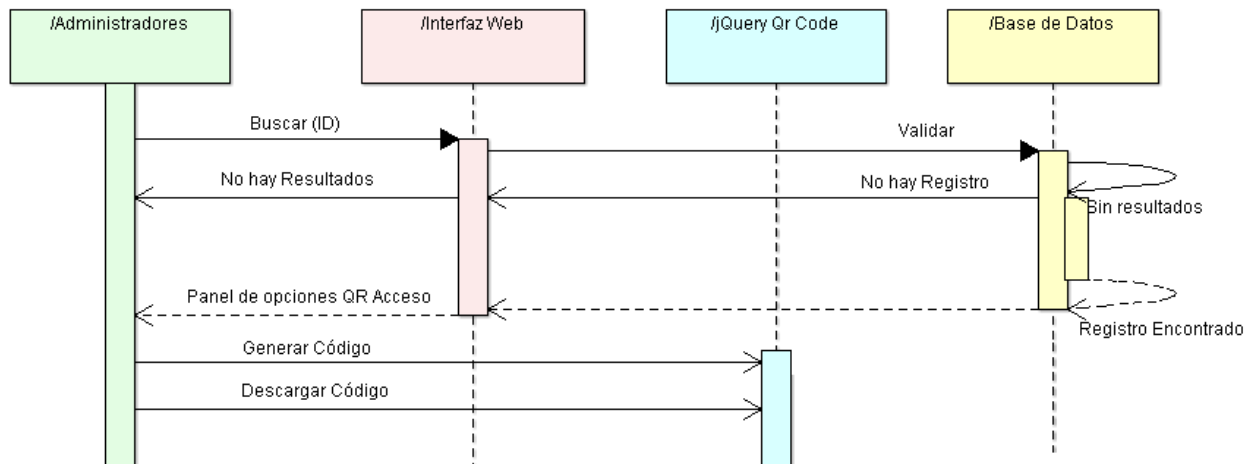 /Administradores
/Interfaz Web
/jQuery Qr Code
/Base de Datos
Buscar (ID)
Validar
No hay Resultados
No hay Registro
Sin resultados
Panel de opciones QR Acceso
Registro Encontrado
Generar Código
Descargar Código